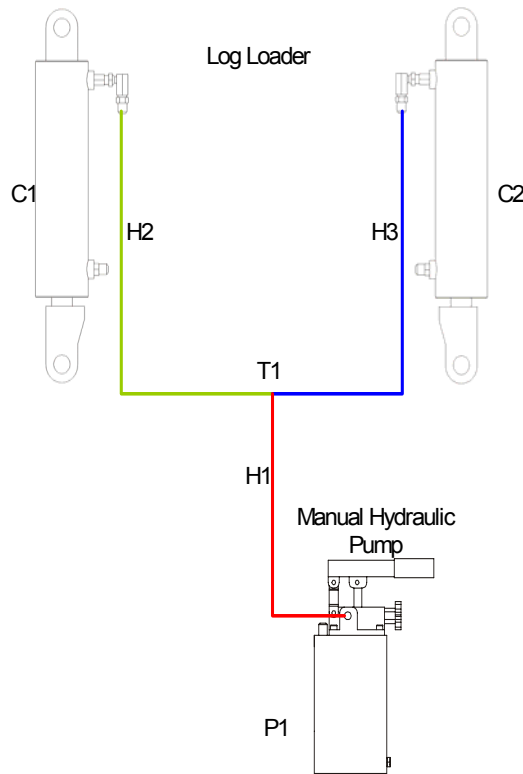 Log Loader
C1
C2
H2
H3
T1
H1
Manual Hydraulic
Pump
P1